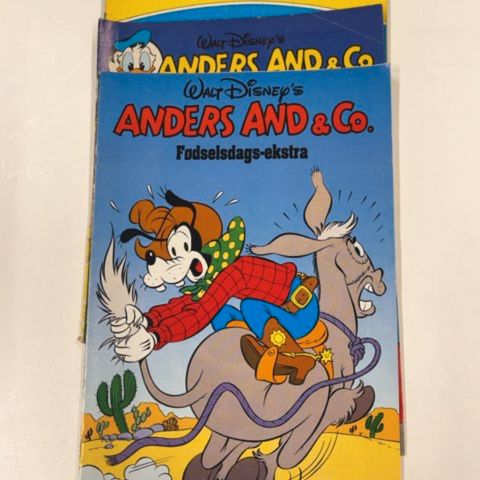 Walt Disney's
ANDERS AND & Co.
Walt Disney's
ANDERS AND & Co.
Fødselsdags-ekstra